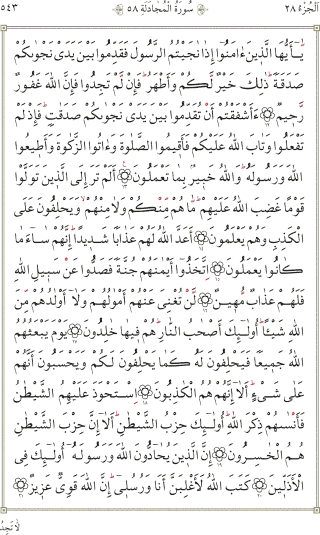 الجُزْءُ ٢٨ سُورَةُ المُجَادلَةِ ٥٨ ٥٤٣
يَٰٓأَيُّهَا ٱلَّذِينَ ءَامَنُوٓا۟ إِذَا نَٰجَيْتُمُ ٱلرَّسُولَ فَقَدِّمُوا۟ بَيْنَ يَدَىْ نَجْوَىٰكُمْ
صَدَقَةً ۚ ذَٰلِكَ خَيْرٌ لَّكُمْ وَأَطْهَرُ ۚ فَإِن لَّمْ تَجِدُوا۟ فَإِنَّ ٱللَّهَ غَفُورٌ
رَّحِيمٌ ۝ ءَأَشْفَقْتُمْ أَن تُقَدِّمُوا۟ بَيْنَ يَدَىْ نَجْوَىٰكُمْ صَدَقَٰتٍ ۚ فَإِذْ لَمْ
تَفْعَلُوا۟ وَتَابَ ٱللَّهُ عَلَيْكُمْ فَأَقِيمُوا۟ ٱلصَّلَوٰةَ وَءَاتُوا۟ ٱلزَّكَوٰةَ وَأَطِيعُوا۟
ٱللَّهَ وَرَسُولَهُۥ ۚ وَٱللَّهُ خَبِيرٌۢ بِمَا تَعْمَلُونَ ۝ أَلَمْ تَرَ إِلَى ٱلَّذِينَ تَوَلَّوْا۟
قَوْمًا غَضِبَ ٱللَّهُ عَلَيْهِم مَّا هُم مِّنكُمْ وَلَا مِنْهُمْ وَيَحْلِفُونَ عَلَى
ٱلْكَذِبِ وَهُمْ يَعْلَمُونَ ۝ أَعَدَّ ٱللَّهُ لَهُمْ عَذَابًا شَدِيدًا ۖ إِنَّهُمْ سَآءَ مَا
كَانُوا۟ يَعْمَلُونَ ۝ ٱتَّخَذُوٓا۟ أَيْمَٰنَهُمْ جُنَّةً فَصَدُّوا۟ عَن سَبِيلِ ٱللَّهِ
فَلَهُمْ عَذَابٌ مُّهِينٌ ۝ لَّن تُغْنِىَ عَنْهُمْ أَمْوَٰلُهُمْ وَلَآ أَوْلَٰدُهُم مِّنَ
ٱللَّهِ شَيْـًٔا ۚ أُو۟لَٰٓئِكَ أَصْحَٰبُ ٱلنَّارِ ۖ هُمْ فِيهَا خَٰلِدُونَ ۝ يَوْمَ يَبْعَثُهُمُ
ٱللَّهُ جَمِيعًا فَيَحْلِفُونَ لَهُۥ كَمَا يَحْلِفُونَ لَكُمْ ۖ وَيَحْسَبُونَ أَنَّهُمْ
عَلَىٰ شَىْءٍ ۚ أَلَآ إِنَّهُمْ هُمُ ٱلْكَٰذِبُونَ ۝ ٱسْتَحْوَذَ عَلَيْهِمُ ٱلشَّيْطَٰنُ
فَأَنسَىٰهُمْ ذِكْرَ ٱللَّهِ ۚ أُو۟لَٰٓئِكَ حِزْبُ ٱلشَّيْطَٰنِ ۚ أَلَآ إِنَّ حِزْبَ ٱلشَّيْطَٰنِ
هُمُ ٱلْخَٰسِرُونَ ۝ إِنَّ ٱلَّذِينَ يُحَآدُّونَ ٱللَّهَ وَرَسُولَهُۥٓ أُو۟لَٰٓئِكَ فِى
ٱلْأَذَلِّينَ ۝ كَتَبَ ٱللَّهُ لَأَغْلِبَنَّ أَنَا۠ وَرُسُلِىٓ ۚ إِنَّ ٱللَّهَ قَوِىٌّ عَزِيزٌ ۝
لَا تَجِدُ